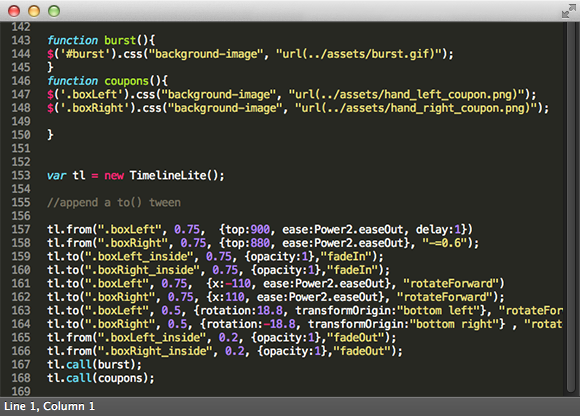 142
143 function burst(){
144 $('#burst').css("background-image", "url(../assets/burst.gif)");
145 }
146 function coupons(){
147 $('.boxLeft').css("background-image", "url(../assets/hand_left_coupon.png)");
148 $('.boxRight').css("background-image", "url(../assets/hand_right_coupon.png)");
149
150 }
151
152
153 var tl = new TimelineLite();
154
155 //append a to() tween
156
157 tl.from(".boxLeft", 0.75,  {top:900, ease:Power2.easeOut, delay:1})
158 tl.from(".boxRight", 0.75, {top:880, ease:Power2.easeOut}, "-=0.6");
159 tl.to(".boxLeft_inside", 0.75, {opacity:1},"fadeIn");
160 tl.to(".boxRight_inside", 0.75, {opacity:1},"fadeIn");
161 tl.to(".boxLeft", 0.75,  {x:-110, ease:Power2.easeOut}, "rotateForward")
162 tl.to(".boxRight", 0.75, {x:110, ease:Power2.easeOut}, "rotateForward");
163 tl.to(".boxLeft", 0.5, {rotation:18.8, transformOrigin:"bottom left"}, "rotateFor
164 tl.to(".boxRight", 0.5, {rotation:-18.8, transformOrigin:"bottom right"} , "rotat
165 tl.from(".boxLeft_inside", 0.2, {opacity:1},"fadeOut");
166 tl.from(".boxRight_inside", 0.2, {opacity:1},"fadeOut");
167 tl.call(burst);
168 tl.call(coupons);
169
Line 1, Column 1